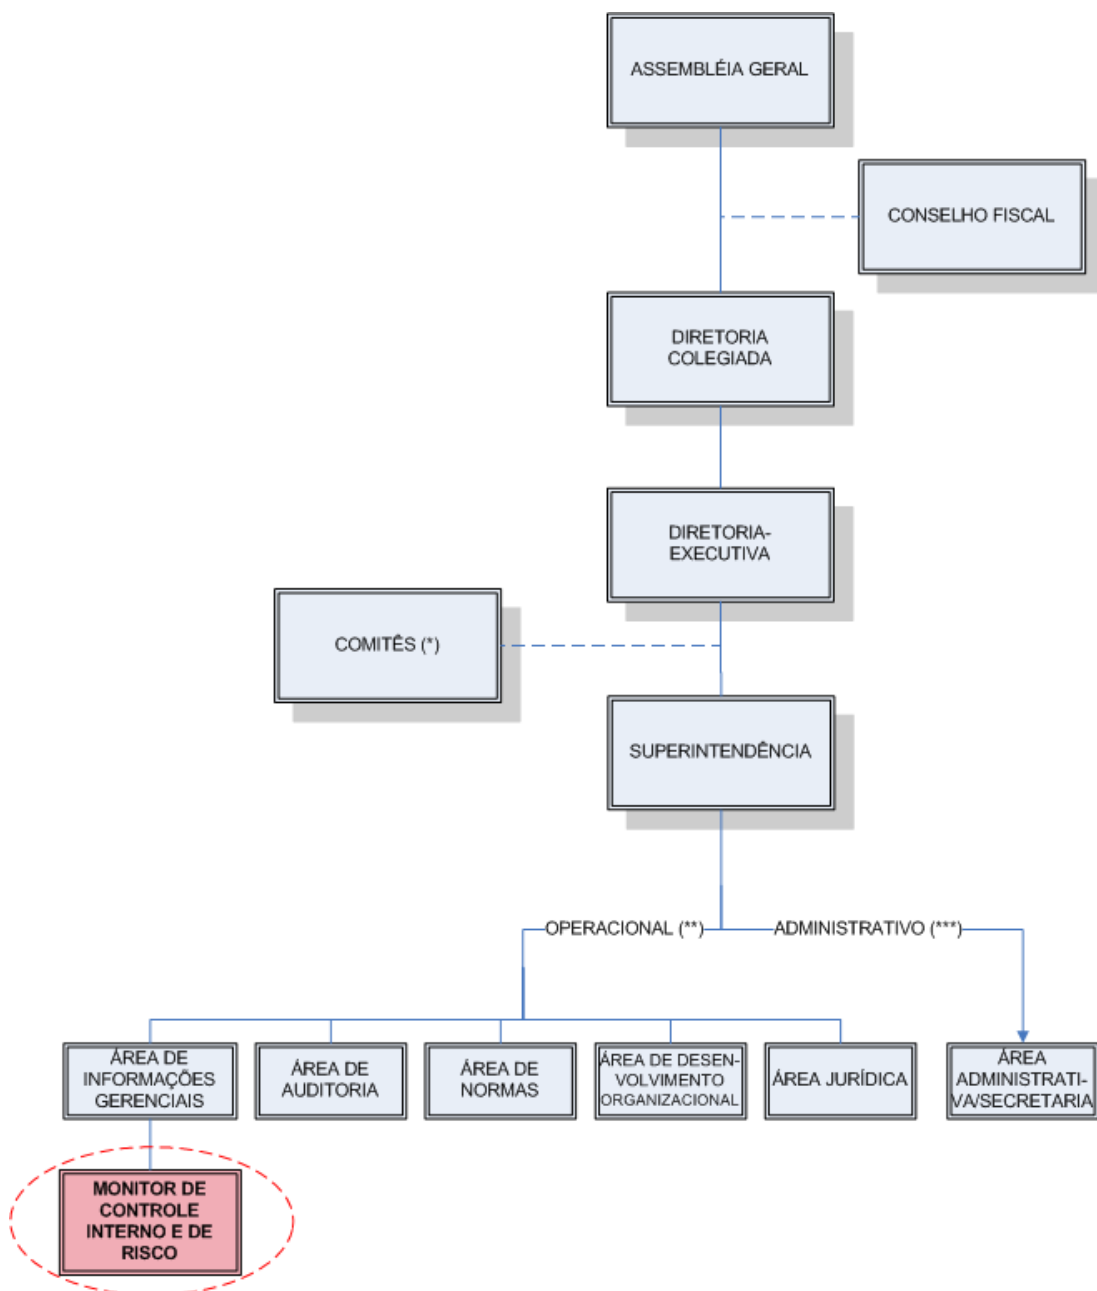 ASSEMBLÉIA GERAL
CONSELHO FISCAL
DIRETORIA
COLEGIADA
DIRETORIA-
EXECUTIVA
COMITÊS (*)
SUPERINTENDÊNCIA
OPERACIONAL (**)
ADMINISTRATIVO (***)
ÁREA DE
INFORMAÇÕES
GERENCIAIS
ÁREA DE
AUDITORIA
ÁREA DE
NORMAS
ÁREA DE DESEN-
VOLVIMENTO
ORGANIZACIONAL
ÁREA JURÍDICA
ÁREA
ADMINISTRATI-
VA/SECRETARIA
MONITOR DE
CONTROLE
INTERNO E DE
RISCO